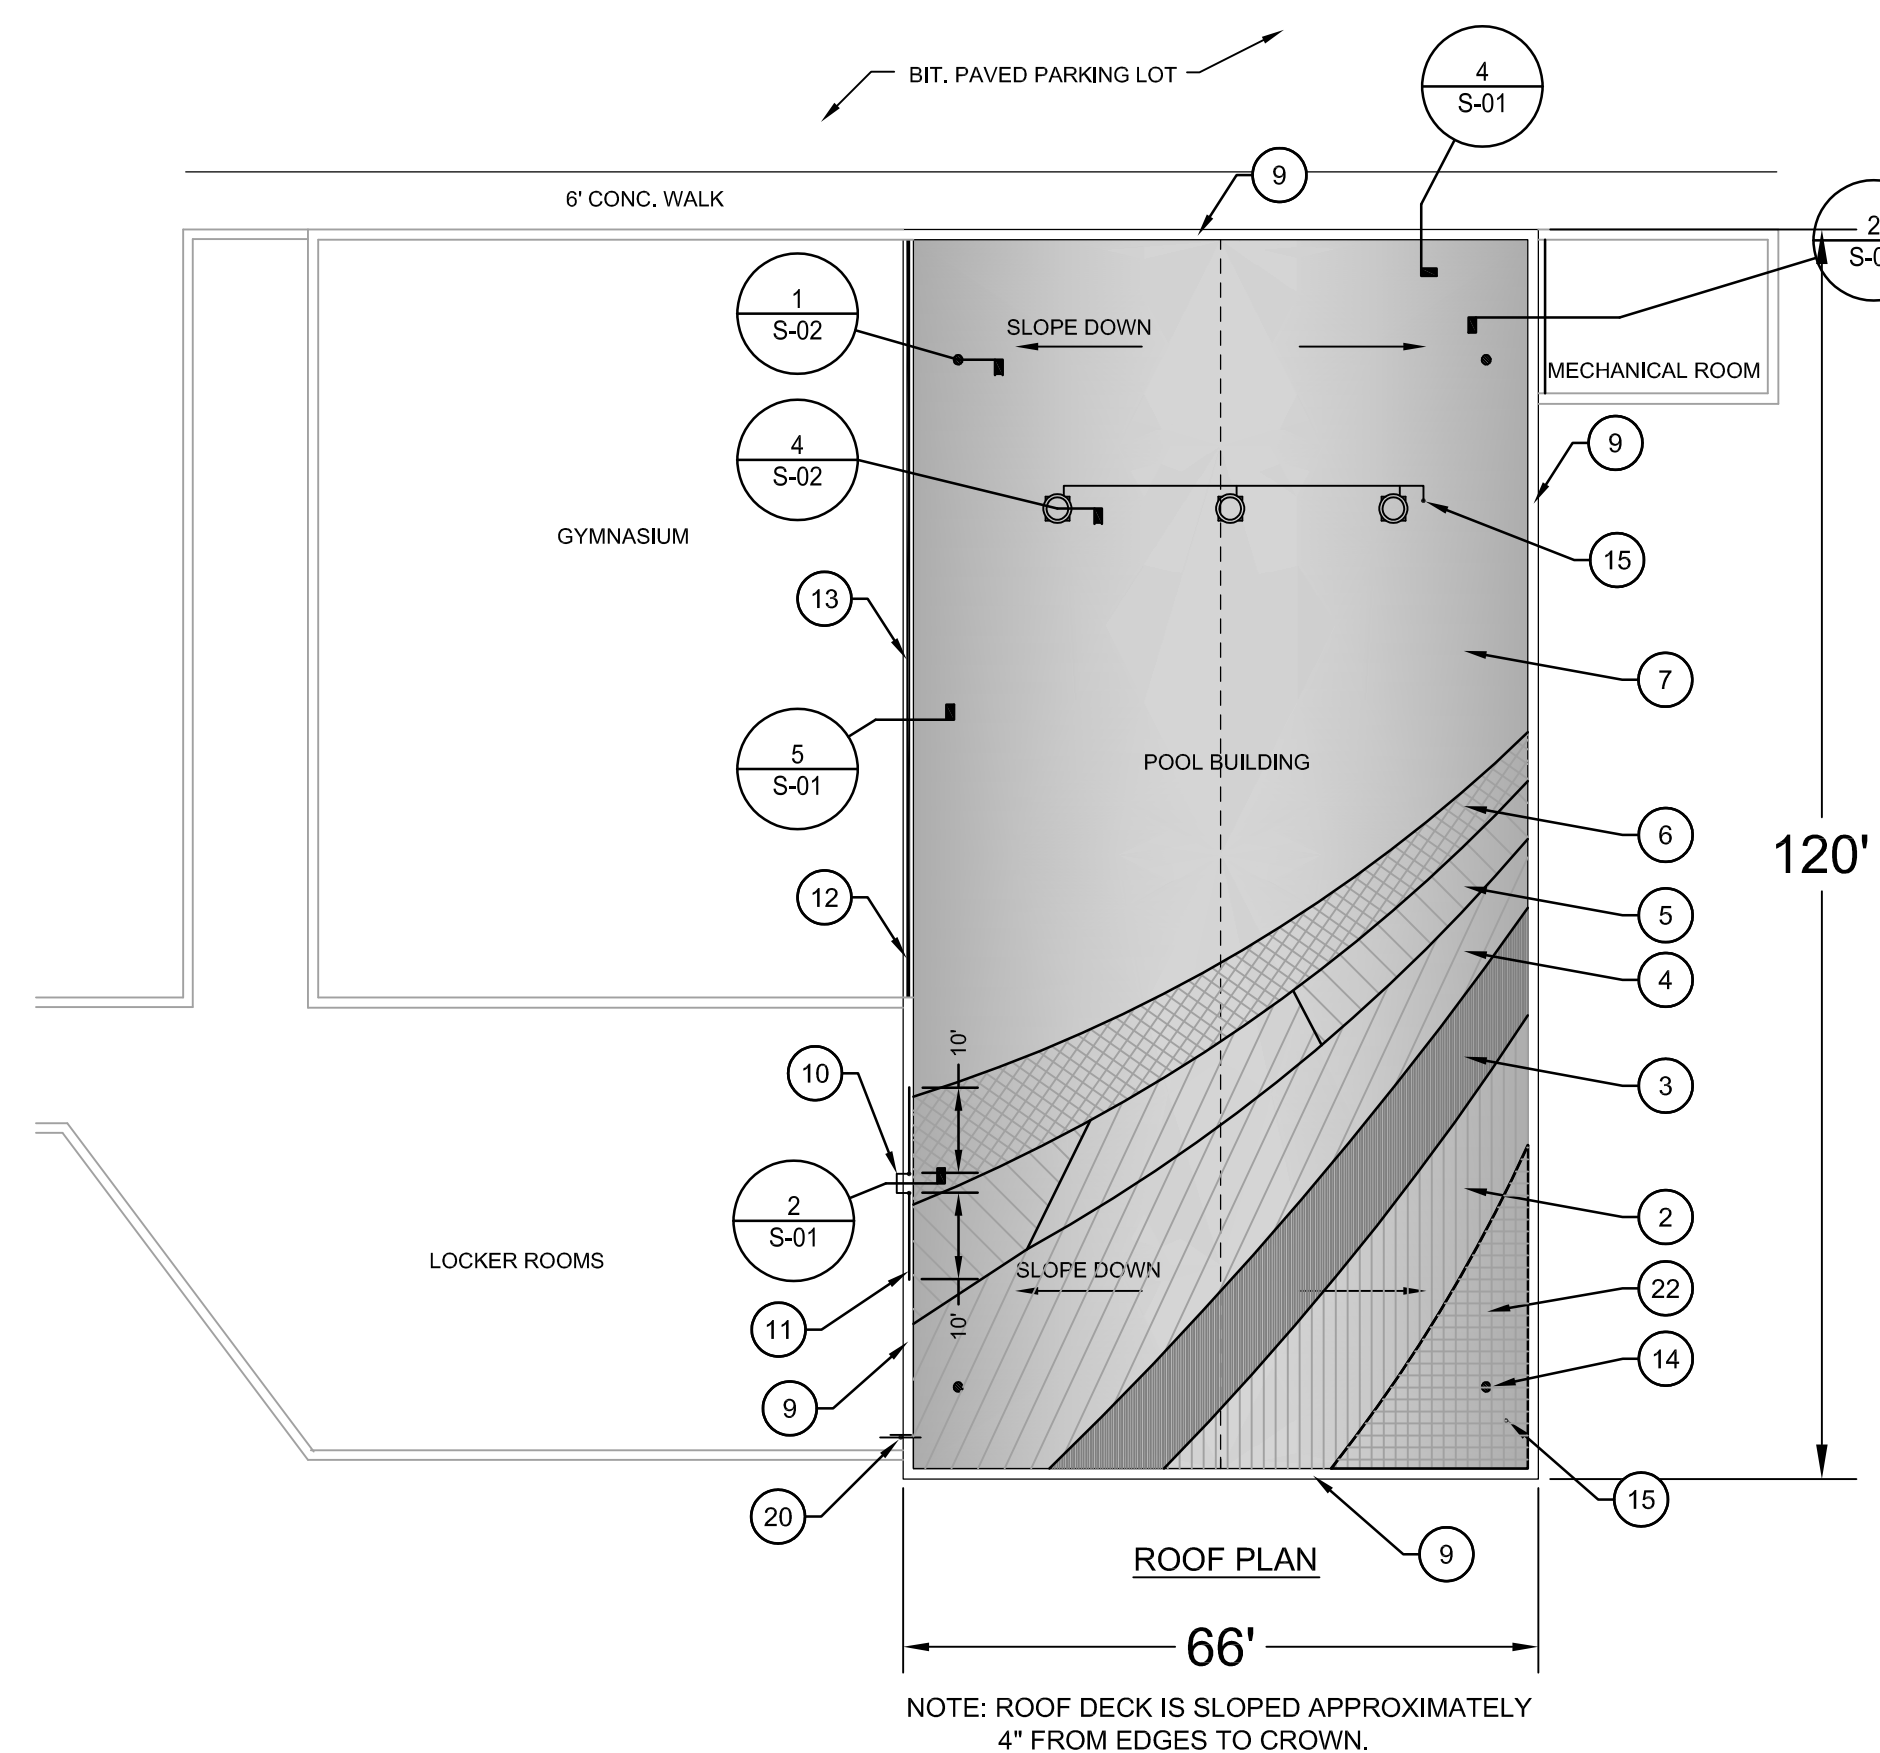 BIT. PAVED PARKING LOT
4
S-01
9
6' CONC. WALK
2
1
S-02
SLOPE DOWN
MECHANICAL ROOM
4
S-02
9
GYMNASIUM
15
13
7
5
S-01
POOL BUILDING
6
120'
12
5
4
10'
10
3
2
S-01
2
LOCKER ROOMS
SLOPE DOWN
22
11
10'
14
9
20
15
ROOF PLAN
9
66'
NOTE: ROOF DECK IS SLOPED APPROXIMATELY
4" FROM EDGES TO CROWN.